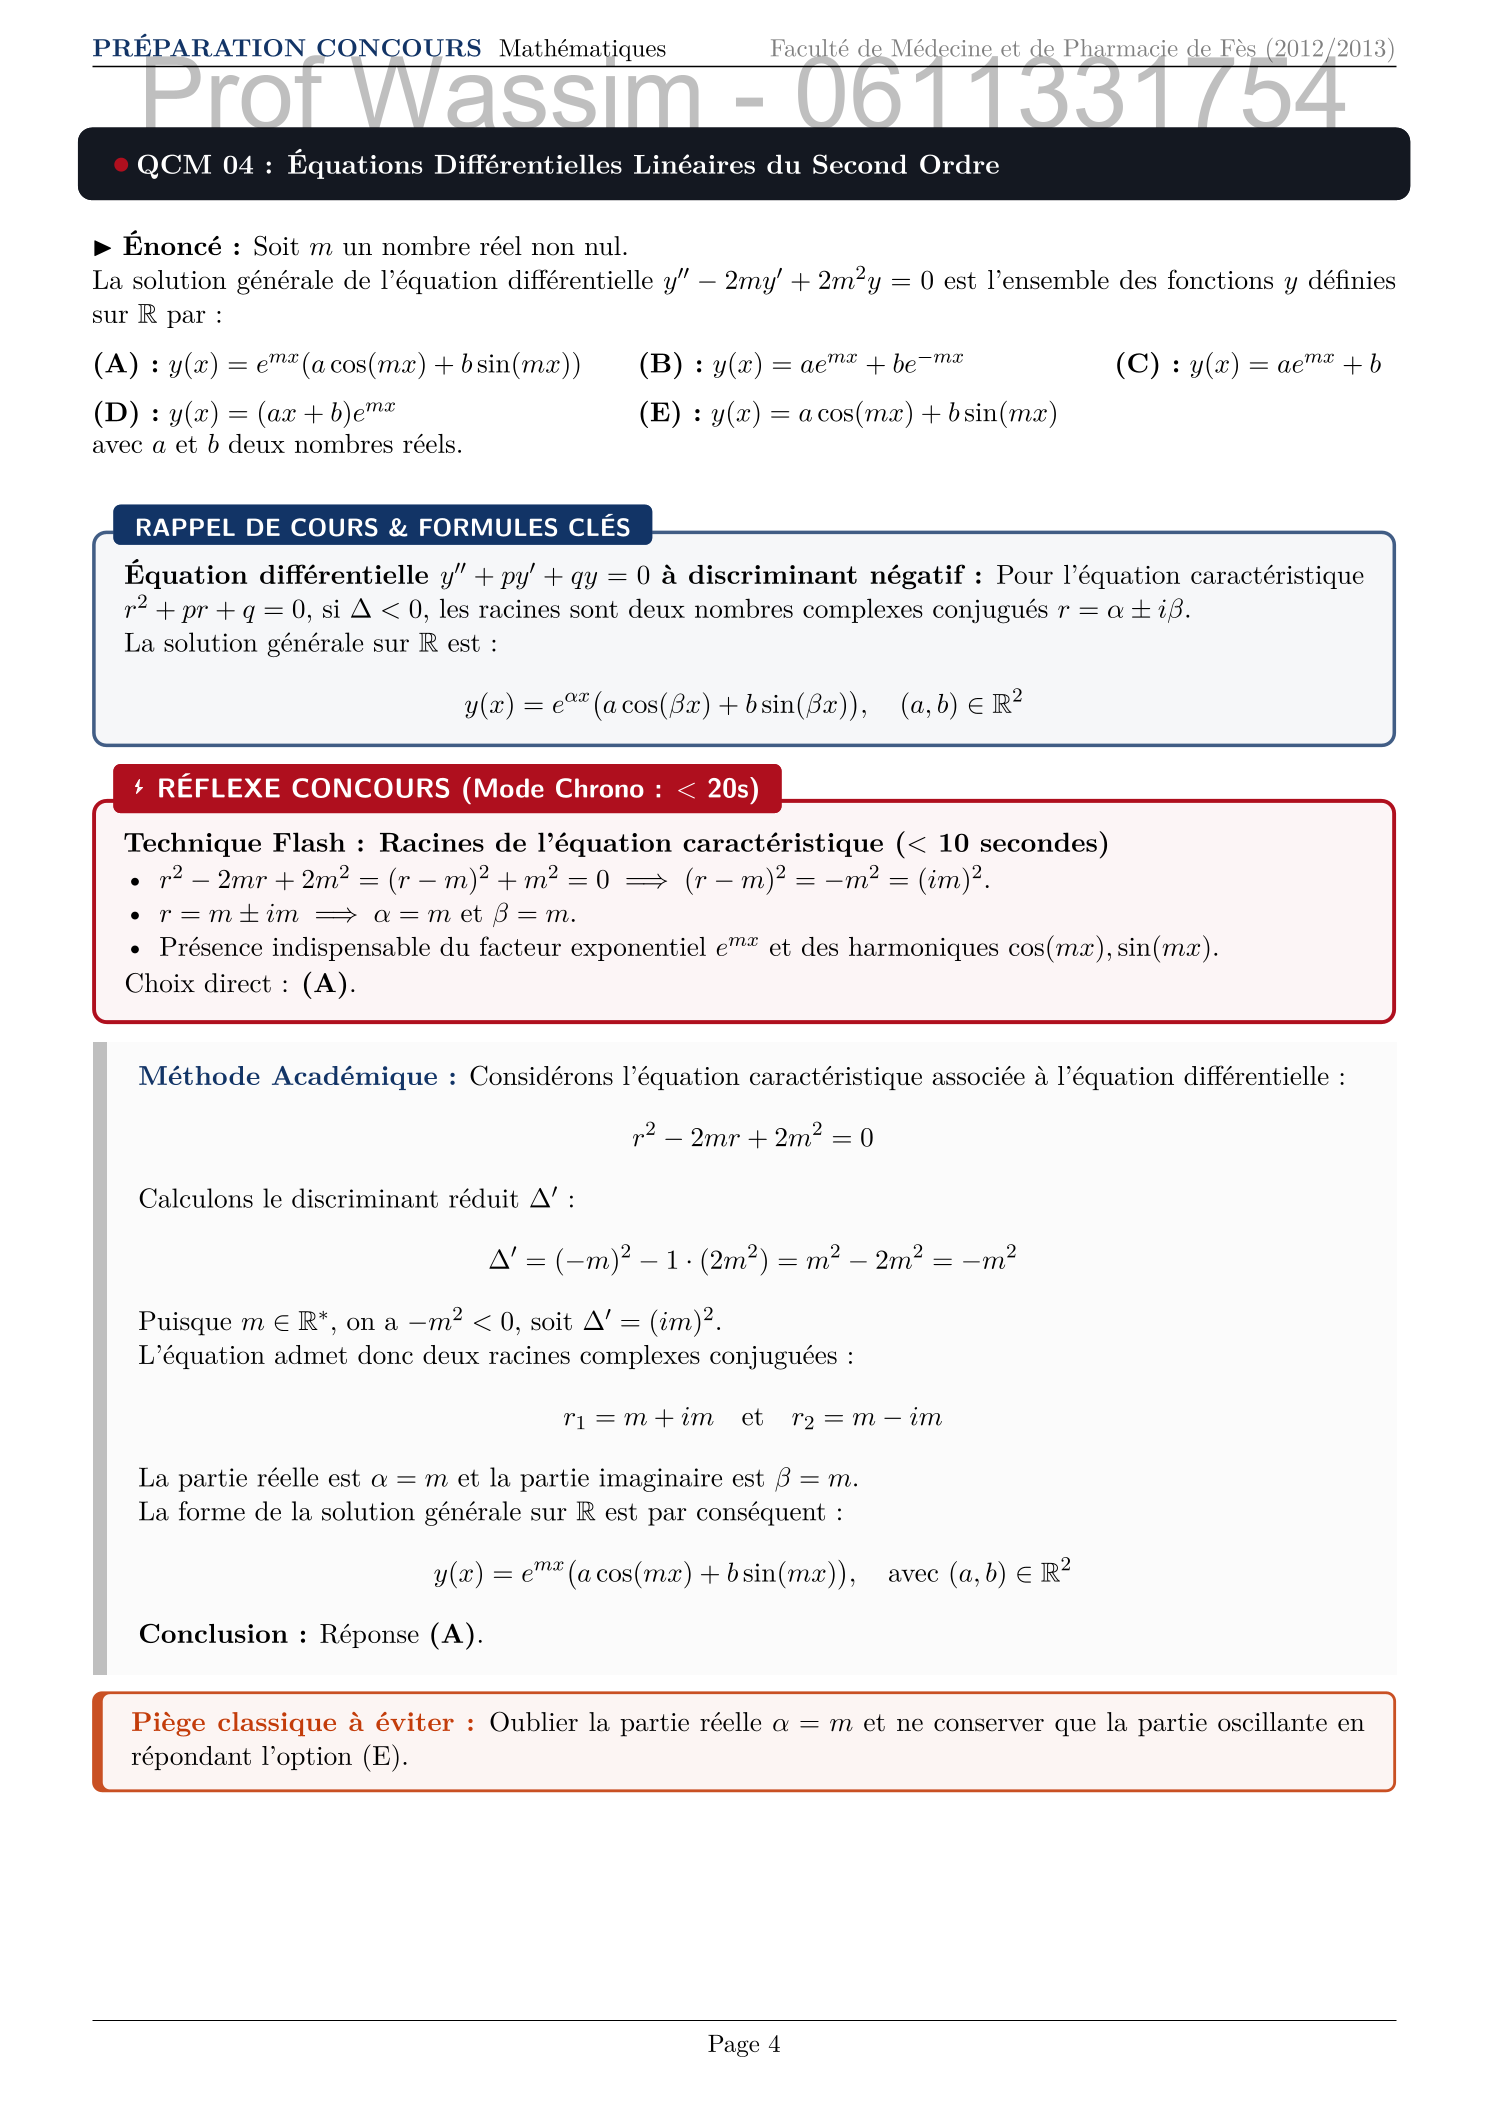 PRÉPARATION CONCOURS Mathématiques Faculté de Médecine et de Pharmacie de Fès (2012/2013)
Prof Wassim - 0611331754
QCM 04 : Équations Différentielles Linéaires du Second Ordre
▶ Énoncé : Soit m un nombre réel non nul.
La solution générale de l'équation différentielle y″ − 2my′ + 2m²y = 0 est l'ensemble des fonctions y définies
sur ℝ par :
(A) : y(x) = e^{mx}(a cos(mx) + b sin(mx)) (B) : y(x) = ae^{mx} + be^{−mx} (C) : y(x) = ae^{mx} + b
(D) : y(x) = (ax + b)e^{mx} (E) : y(x) = a cos(mx) + b sin(mx)
avec a et b deux nombres réels.
RAPPEL DE COURS & FORMULES CLÉS
Équation différentielle y″ + py′ + qy = 0 à discriminant négatif : Pour l'équation caractéristique
r² + pr + q = 0, si Δ < 0, les racines sont deux nombres complexes conjugués r = α ± iβ.
La solution générale sur ℝ est :
y(x) = e^{αx}(a cos(βx) + b sin(βx)), (a, b) ∈ ℝ²
RÉFLEXE CONCOURS (Mode Chrono : < 20s)
Technique Flash : Racines de l'équation caractéristique (< 10 secondes)
• r² − 2mr + 2m² = (r − m)² + m² = 0 ⟹ (r − m)² = −m² = (im)².
• r = m ± im ⟹ α = m et β = m.
• Présence indispensable du facteur exponentiel e^{mx} et des harmoniques cos(mx), sin(mx).
Choix direct : (A).
Méthode Académique : Considérons l'équation caractéristique associée à l'équation différentielle :
r² − 2mr + 2m² = 0
Calculons le discriminant réduit Δ′ :
Δ′ = (−m)² − 1 · (2m²) = m² − 2m² = −m²
Puisque m ∈ ℝ*, on a −m² < 0, soit Δ′ = (im)².
L'équation admet donc deux racines complexes conjuguées :
r₁ = m + im et r₂ = m − im
La partie réelle est α = m et la partie imaginaire est β = m.
La forme de la solution générale sur ℝ est par conséquent :
y(x) = e^{mx}(a cos(mx) + b sin(mx)), avec (a, b) ∈ ℝ²
Conclusion : Réponse (A).
Piège classique à éviter : Oublier la partie réelle α = m et ne conserver que la partie oscillante en
répondant l'option (E).
Page 4